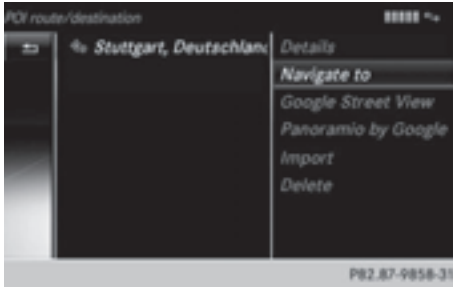 POI route/destination
Stuttgart, Deutschland
Details
Navigate to
Google Street View
Panoramio by Google
Import
Delete
P82.87-9858-31